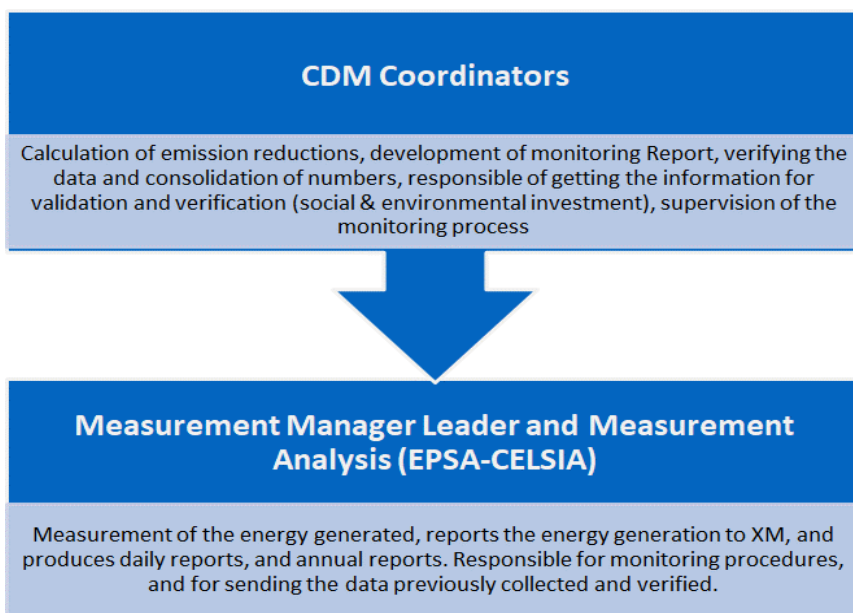 CDM Coordinators
Calculation of emission reductions, development of monitoring Report, verifying the
data and consolidation of numbers, responsible of getting the information for
validation and verification (social & environmental investment), supervision of the
monitoring process
Measurement Manager Leader and Measurement
Analysis (EPSA-CELSIA)
Measurement of the energy generated, reports the energy generation to XM, and
produces daily reports, and annual reports. Responsible for monitoring procedures,
and for sending the data previously collected and verified.